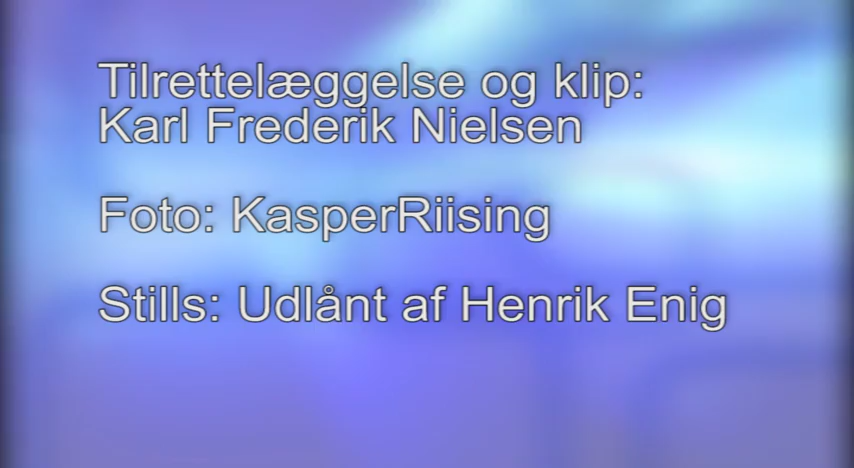 Tilrettelæggelse og klip:
Karl Frederik Nielsen
Foto: KasperRiising
Stills: Udlånt af Henrik Enig